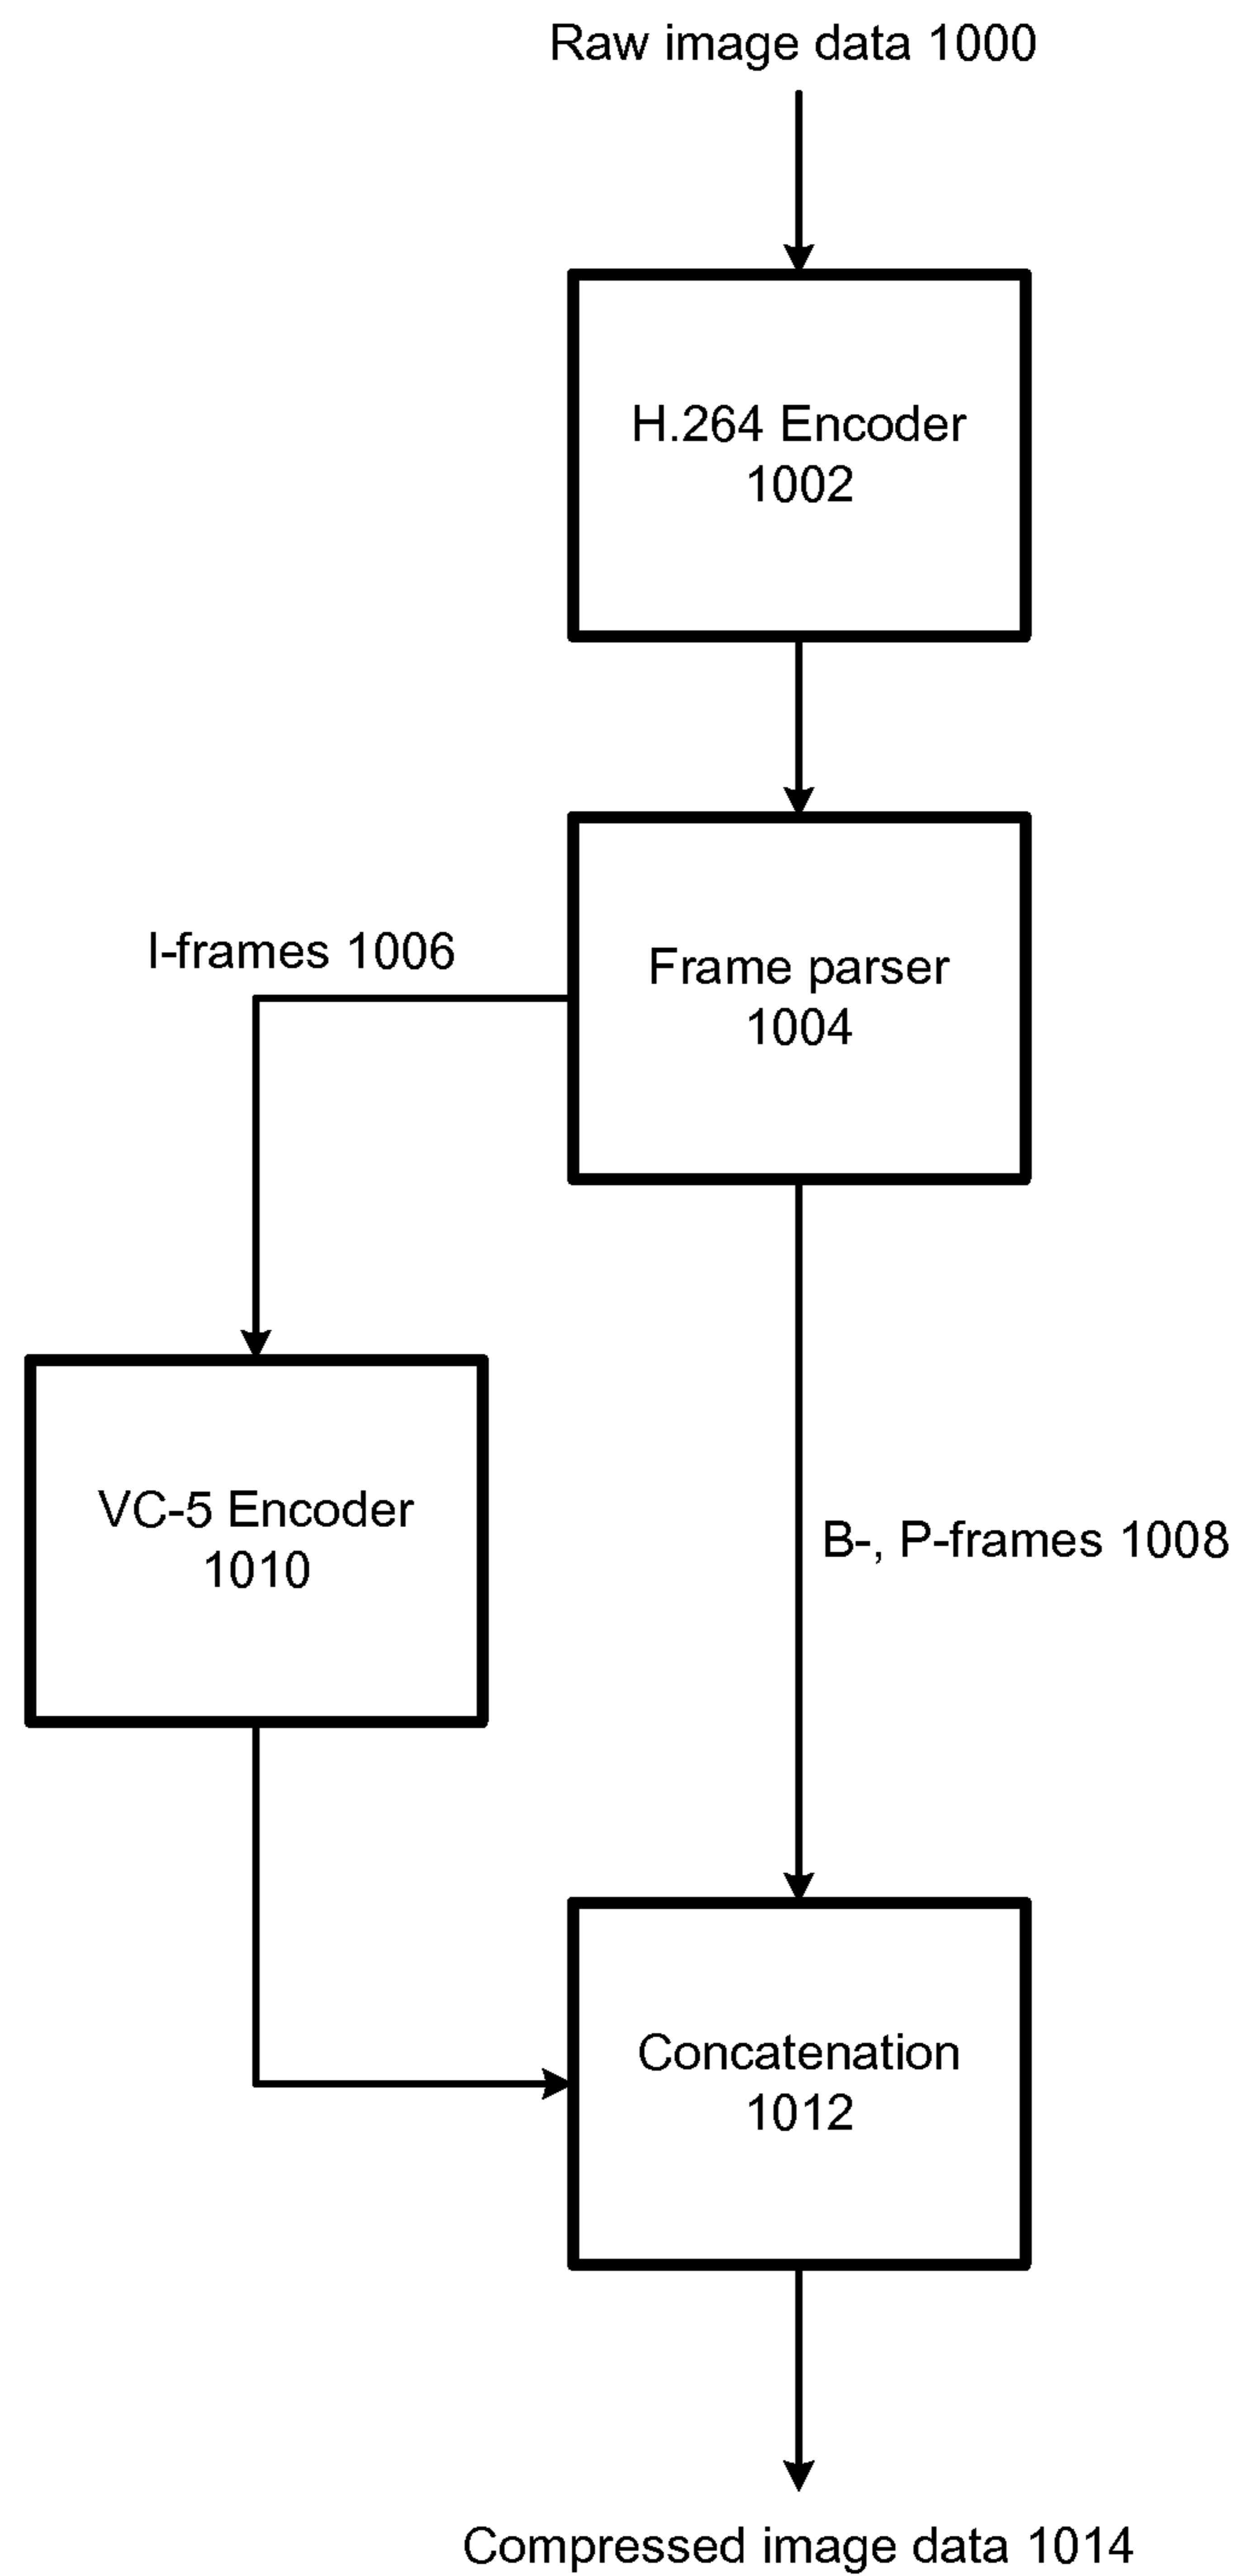 Raw image data 1000
H.264 Encoder
1002
I-frames 1006
Frame parser
1004
VC-5 Encoder
1010
B-, P-frames 1008
Concatenation
1012
Compressed image data 1014